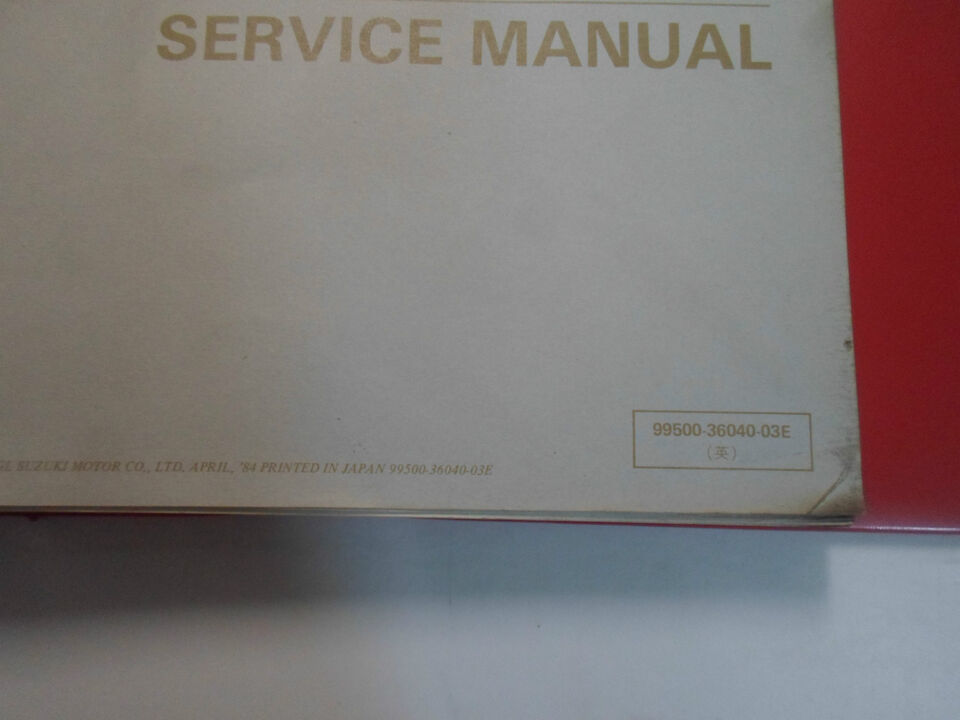 SERVICE MANUAL
99500-36040-03E
(英)
SUZUKI MOTOR CO., LTD. APRIL, '84 PRINTED IN JAPAN 99500-36040-03E